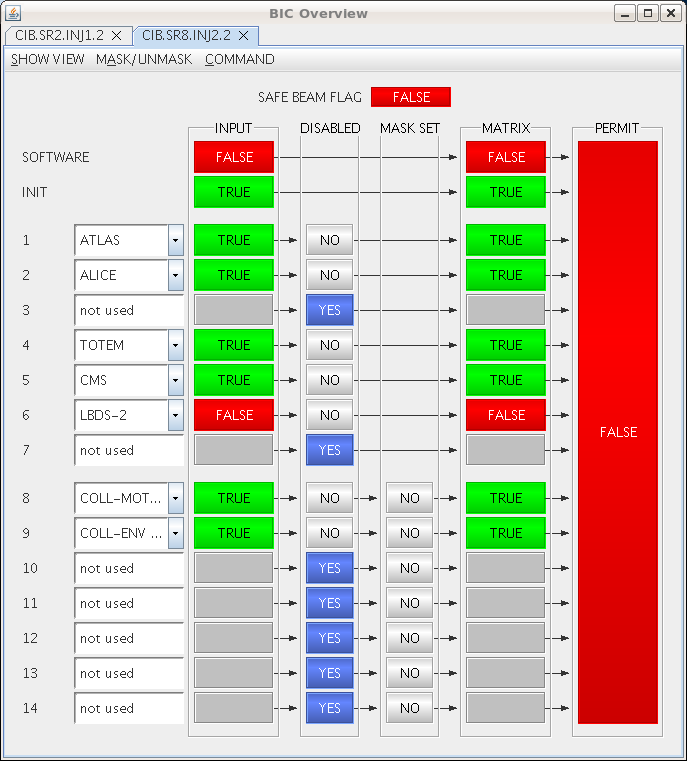 BIC Overview
CIB.SR2.INJ1.2 CIB.SR8.INJ2.2
SHOW VIEW MASK/UNMASK COMMAND
SAFE BEAM FLAG FALSE
INPUT DISABLED MASK SET MATRIX PERMIT
SOFTWARE FALSE FALSE
INIT TRUE TRUE
1 ATLAS TRUE NO TRUE
2 ALICE TRUE NO TRUE
3 not used YES
4 TOTEM TRUE NO TRUE
5 CMS TRUE NO TRUE
6 LBDS-2 FALSE NO FALSE
FALSE
7 not used YES
8 COLL-MOT... TRUE NO NO TRUE
9 COLL-ENV ... TRUE NO NO TRUE
10 not used YES NO
11 not used YES NO
12 not used YES NO
13 not used YES NO
14 not used YES NO